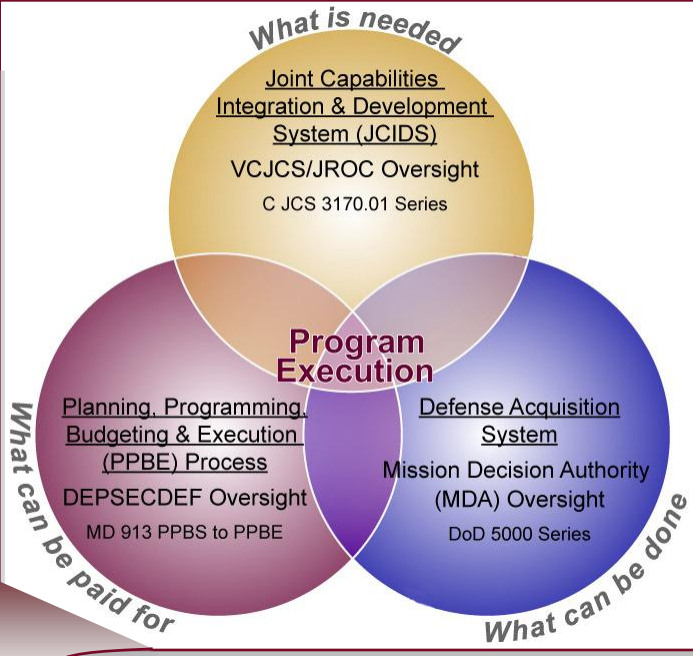 What is needed
Joint Capabilities
Integration & Development
System (JCIDS)
VCJCS/JROC Oversight
C JCS 3170.01 Series
Program
Execution
Planning, Programming,
Budgeting & Execution
(PPBE) Process
DEPSECDEF Oversight
MD 913 PPBS to PPBE
What can be paid for
Defense Acquisition
System
Mission Decision Authority
(MDA) Oversight
DoD 5000 Series
What can be done